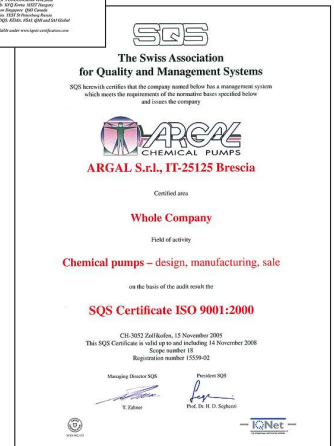 SQS
The Swiss Association
for Quality and Management Systems
SQS herewith certifies that the company named below has a management system
which meets the requirements of the normative bases specified below
and issues the company
ARGAL
CHEMICAL PUMPS
ARGAL S.r.l., IT-25125 Brescia
Certified area
Whole Company
Field of activity
Chemical pumps – design, manufacturing, sale
on the basis of the audit result the
SQS Certificate ISO 9001:2000
CH-3052 Zollikofen, 15 November 2005
This SQS Certificate is valid up to and including 14 November 2008
Scope number 18
Registration number 15559-02
Managing Director SQS
President SQS
T. Zahner
Prof. Dr. H. D. Seghezzi
IQNet